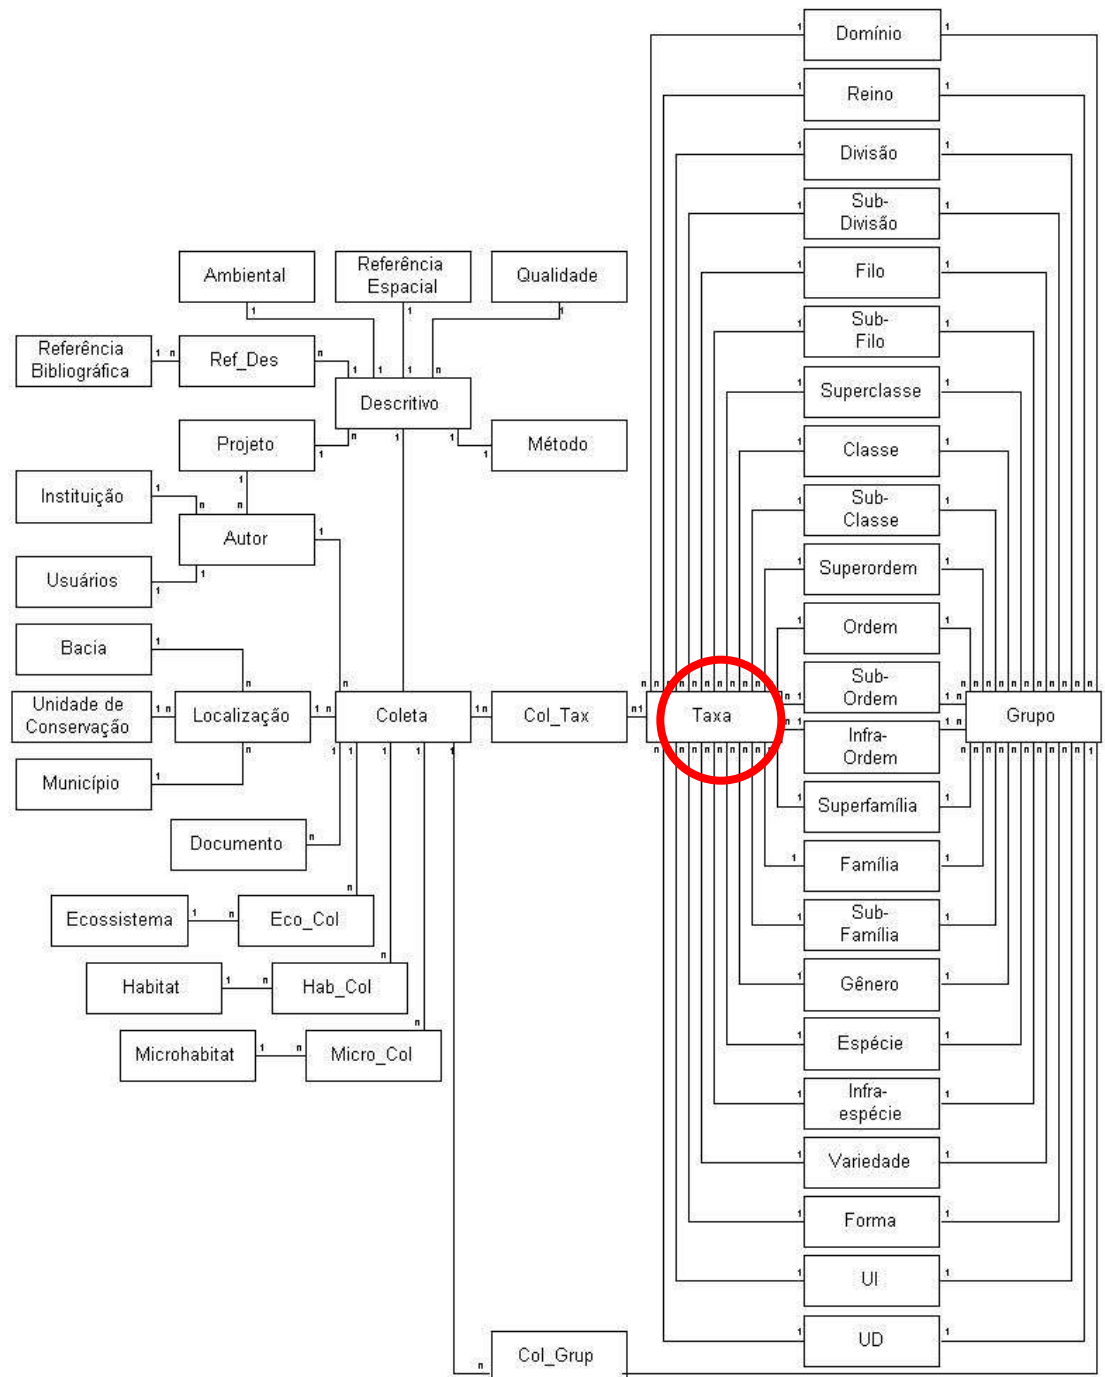 Domínio
Reino
Divisão
Sub-
Divisão
Filo
Sub-
Filo
Superclasse
Classe
Sub-
Classe
Superordem
Ordem
Sub-
Ordem
Infra-
Ordem
Superfamília
Família
Sub-
Família
Gênero
Espécie
Infra-
espécie
Variedade
Forma
UI
UD
Ambiental
Referência
Espacial
Qualidade
Referência
Bibliográfica
Ref_Des
Descritivo
Projeto
Método
Instituição
Autor
Usuários
Bacia
Unidade de
Conservação
Localização
Coleta
Col_Tax
Taxa
Grupo
Município
Documento
Ecossistema
Eco_Col
Habitat
Hab_Col
Microhabitat
Micro_Col
Col_Grup